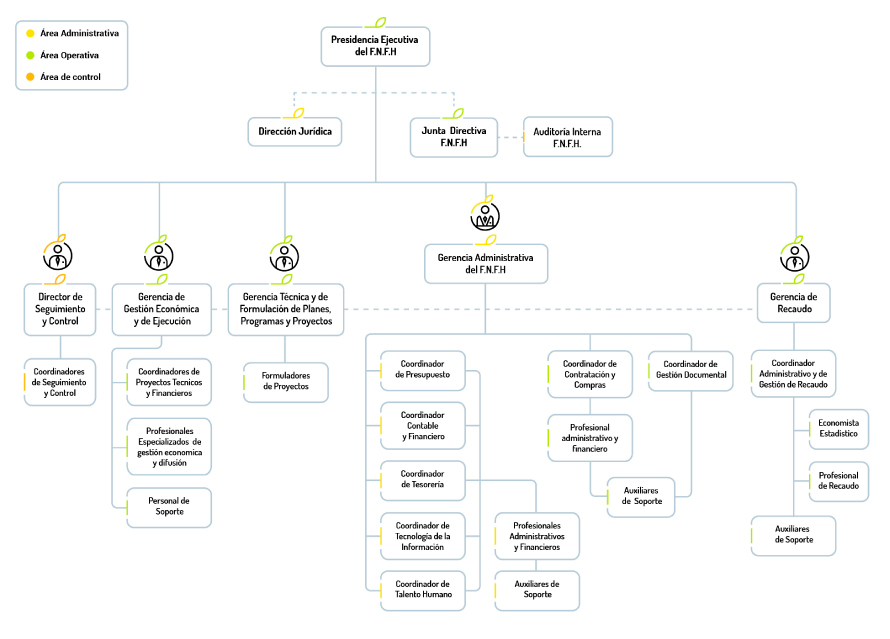 Área Administrativa
Área Operativa
Área de control
Presidencia Ejecutiva
del F.N.F.H
Dirección Jurídica
Junta Directiva
F.N.F.H
Auditoría Interna
F.N.F.H.
Gerencia Administrativa
del F.N.F.H
Director de
Seguimiento
y Control
Gerencia de
Gestión Económica
y de Ejecución
Gerencia Técnica y de
Formulación de Planes,
Programas y Proyectos
Gerencia de
Recaudo
Coordinadores
de Seguimiento
y Control
Coordinadores de
Proyectos Tecnicos
y Financieros
Profesionales
Especializados de
gestión economica
y difusión
Personal de
Soporte
Formuladores
de Proyectos
Coordinador
de Presupuesto
Coordinador
Contable
y Financiero
Coordinador
de Tesorería
Coordinador de
Tecnología de la
Información
Coordinador de
Talento Humano
Profesionales
Administrativos
y Financieros
Auxiliares de
Soporte
Coordinador de
Contratación y
Compras
Profesional
administrativo y
financiero
Auxiliares
de Soporte
Coordinador de
Gestión Documental
Coordinador
Administrativo y de
Gestión de Recaudo
Economista
Estadístico
Profesional
de Recaudo
Auxiliares
de Soporte